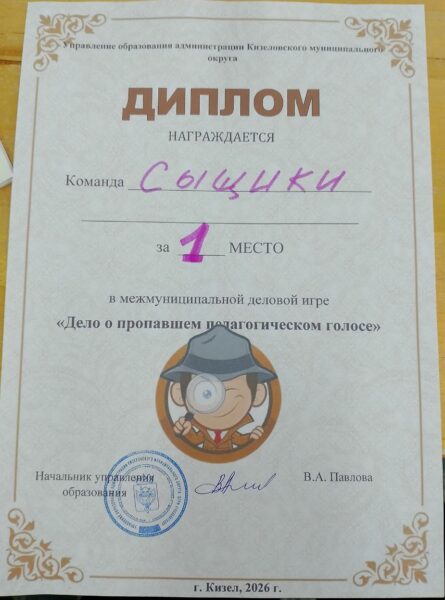 Управление образования администрации Кизеловского муниципального
округа
ДИПЛОМ
НАГРАЖДАЕТСЯ
Команда СЫЩИКИ
за 1 МЕСТО
в межмуниципальной деловой игре
«Дело о пропавшем педагогическом голосе»
Начальник управления
образования
В.А. Павлова
г. Кизел, 2026 г.